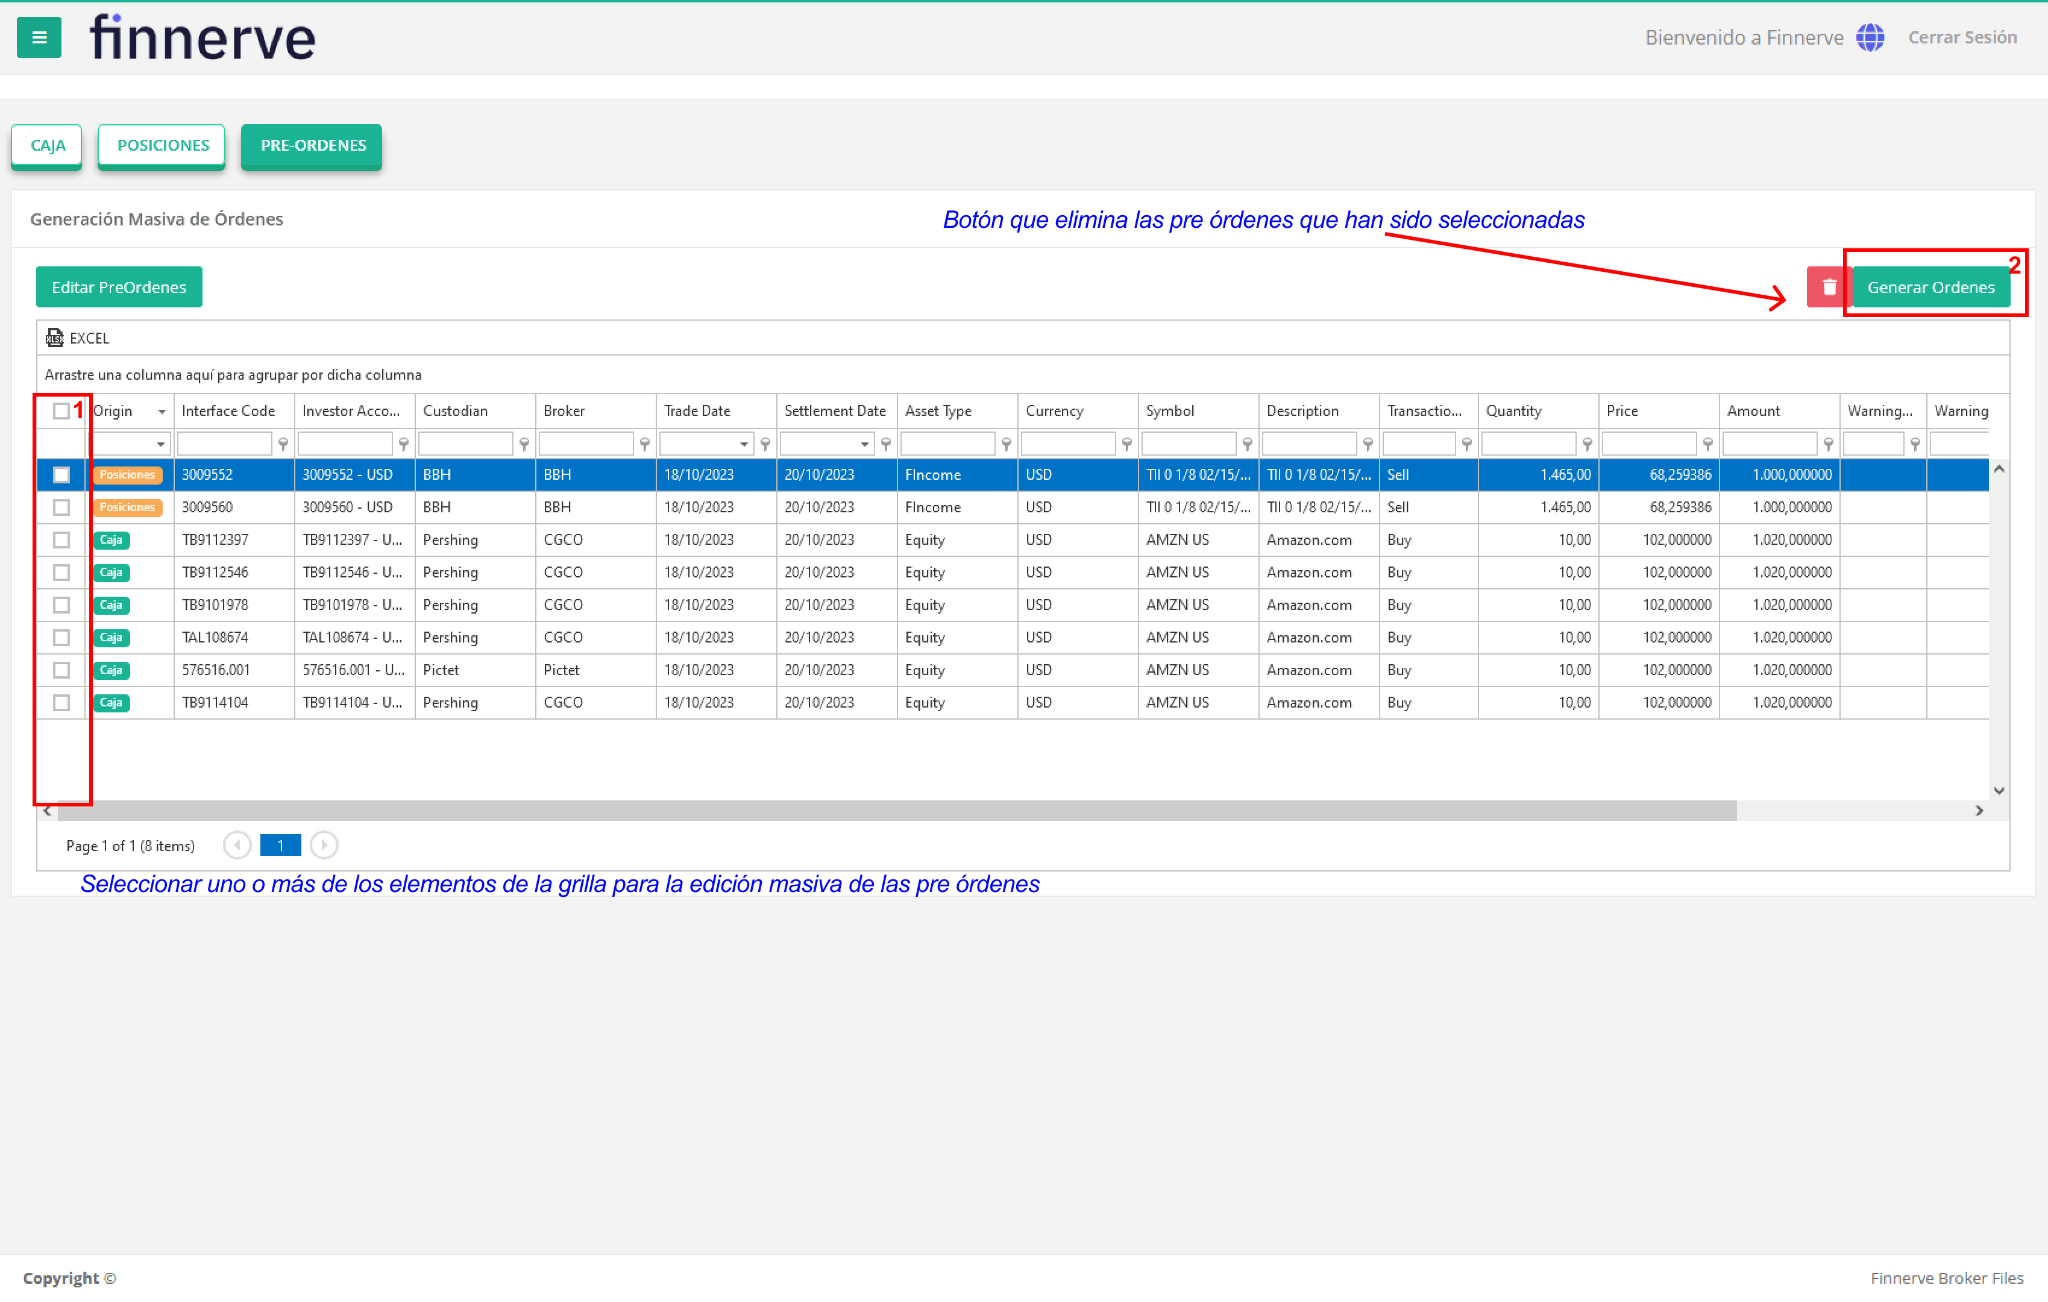 finnerve
Bienvenido a Finnerve Cerrar Sesión
CAJA POSICIONES PRE-ORDENES
Generación Masiva de Órdenes
Botón que elimina las pre órdenes que han sido seleccionadas
Editar PreOrdenes
2
Generar Ordenes
EXCEL
Arrastre una columna aquí para agrupar por dicha columna
1 Origin Interface Code Investor Acco... Custodian Broker Trade Date Settlement Date Asset Type Currency Symbol Description Transactio... Quantity Price Amount Warning... Warning
Posiciones 3009552 3009552 - USD BBH BBH 18/10/2023 20/10/2023 FIncome USD TII 0 1/8 02/15/... TII 0 1/8 02/15/... Sell 1.465,00 68,259386 1.000,000000
Posiciones 3009560 3009560 - USD BBH BBH 18/10/2023 20/10/2023 FIncome USD TII 0 1/8 02/15/... TII 0 1/8 02/15/... Sell 1.465,00 68,259386 1.000,000000
Caja TB9112397 TB9112397 - U... Pershing CGCO 18/10/2023 20/10/2023 Equity USD AMZN US Amazon.com Buy 10,00 102,000000 1.020,000000
Caja TB9112546 TB9112546 - U... Pershing CGCO 18/10/2023 20/10/2023 Equity USD AMZN US Amazon.com Buy 10,00 102,000000 1.020,000000
Caja TB9101978 TB9101978 - U... Pershing CGCO 18/10/2023 20/10/2023 Equity USD AMZN US Amazon.com Buy 10,00 102,000000 1.020,000000
Caja TAL108674 TAL108674 - U... Pershing CGCO 18/10/2023 20/10/2023 Equity USD AMZN US Amazon.com Buy 10,00 102,000000 1.020,000000
Caja 576516.001 576516.001 - U... Pictet Pictet 18/10/2023 20/10/2023 Equity USD AMZN US Amazon.com Buy 10,00 102,000000 1.020,000000
Caja TB9114104 TB9114104 - U... Pershing CGCO 18/10/2023 20/10/2023 Equity USD AMZN US Amazon.com Buy 10,00 102,000000 1.020,000000
Page 1 of 1 (8 items) 1
Seleccionar uno o más de los elementos de la grilla para la edición masiva de las pre órdenes
Copyright © Finnerve Broker Files